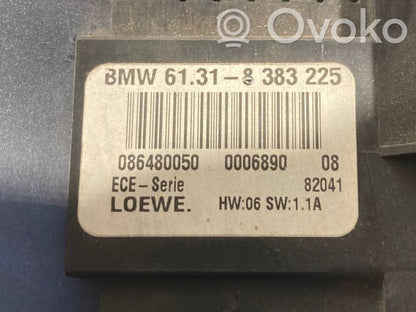 Ovoko
BMW 61.31-8 383 225
086480050 0006890 08
ECE-Serie 82041
LOEWE. HW:06 SW:1.1A